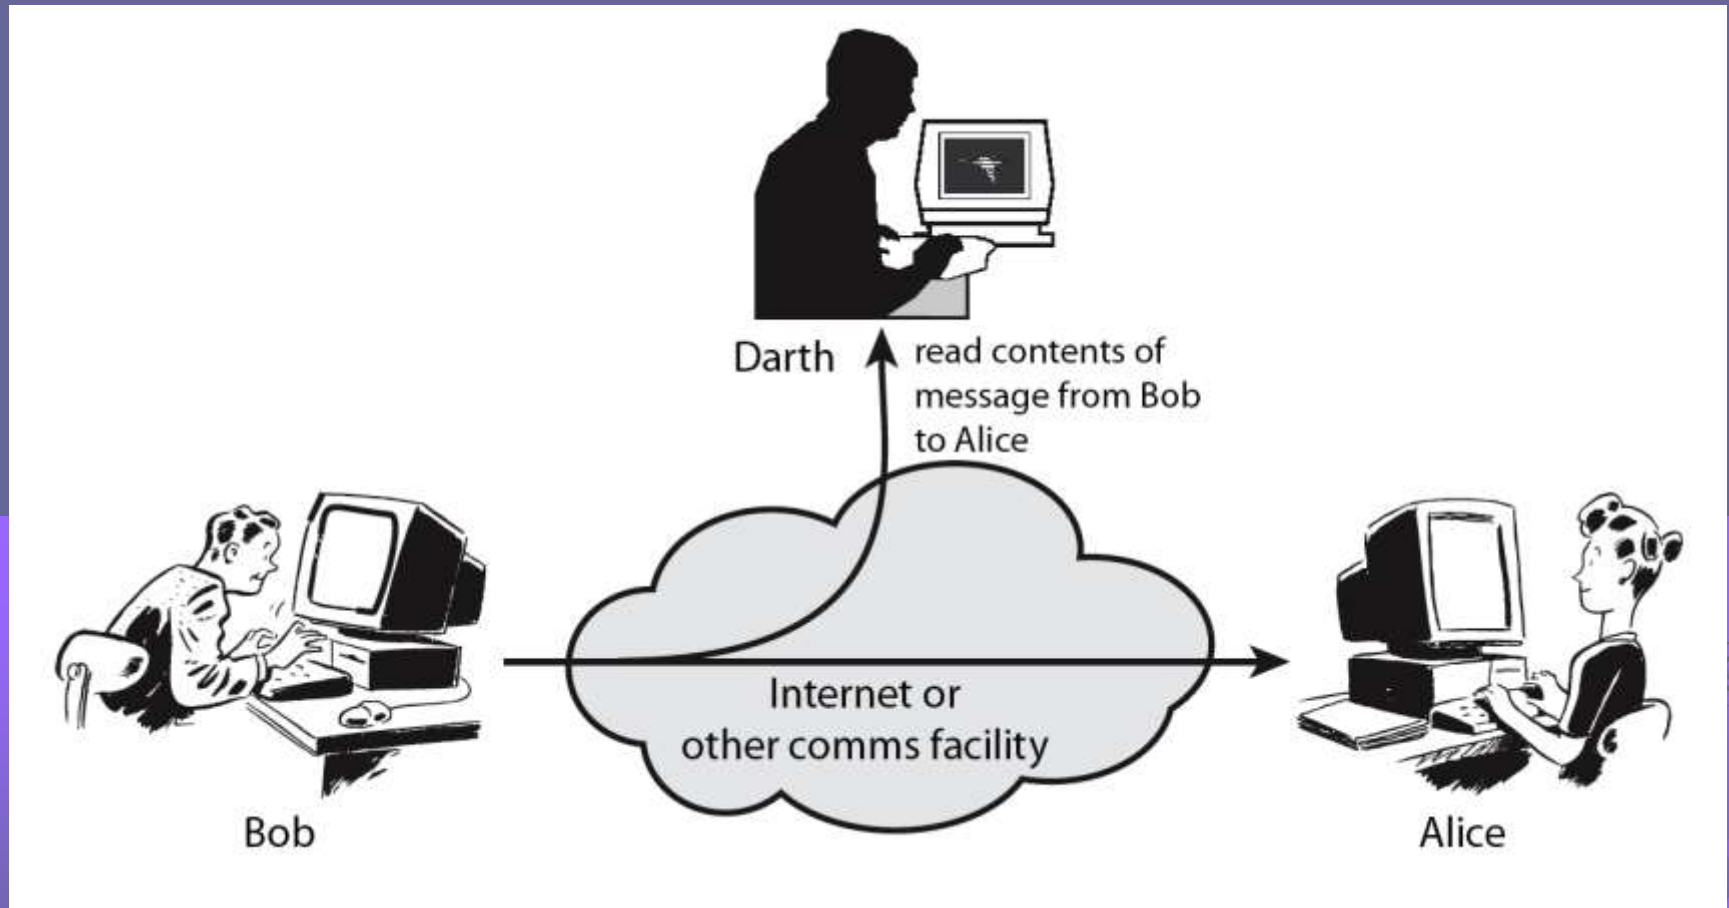 Darth
read contents of
message from Bob
to Alice
Internet or
other comms facility
Bob
Alice